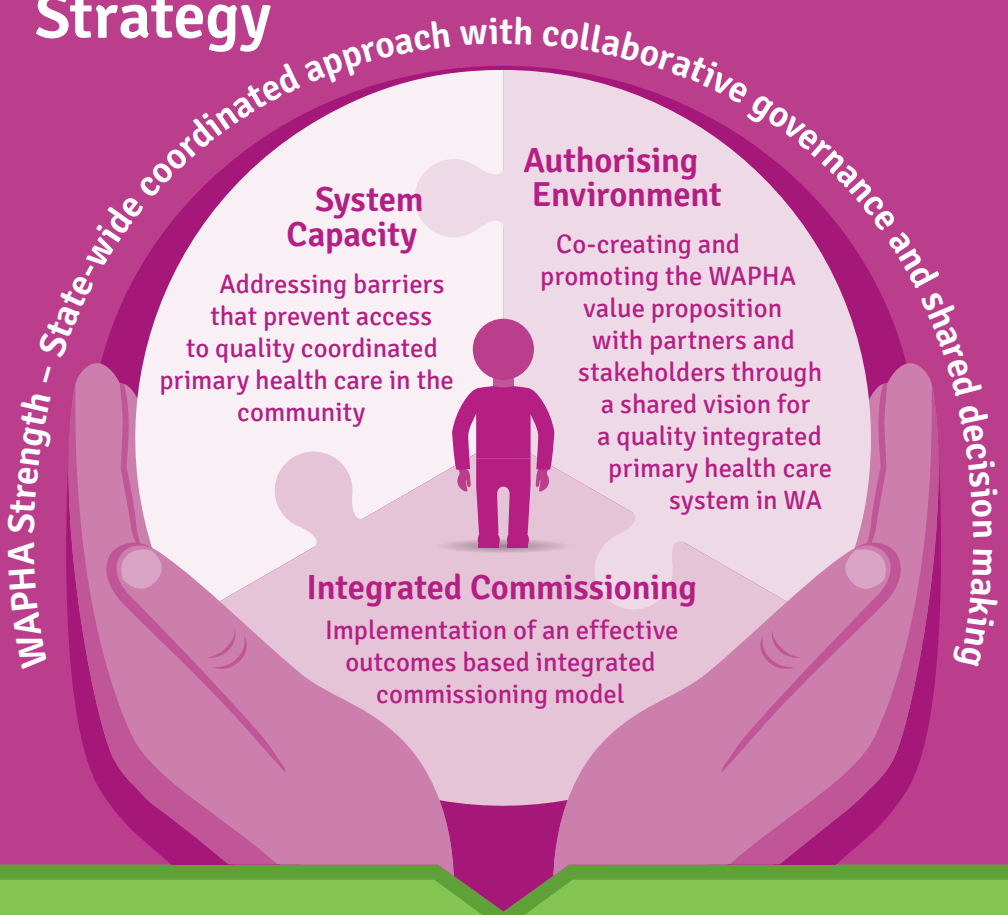 Strategy
WAPHA Strength – State-wide coordinated approach with collaborative governance and shared decision making
System
Capacity
Addressing barriers
that prevent access
to quality coordinated
primary health care in the
community
Authorising
Environment
Co-creating and
promoting the WAPHA
value proposition
with partners and
stakeholders through
a shared vision for
a quality integrated
primary health care
system in WA
Integrated Commissioning
Implementation of an effective
outcomes based integrated
commissioning model